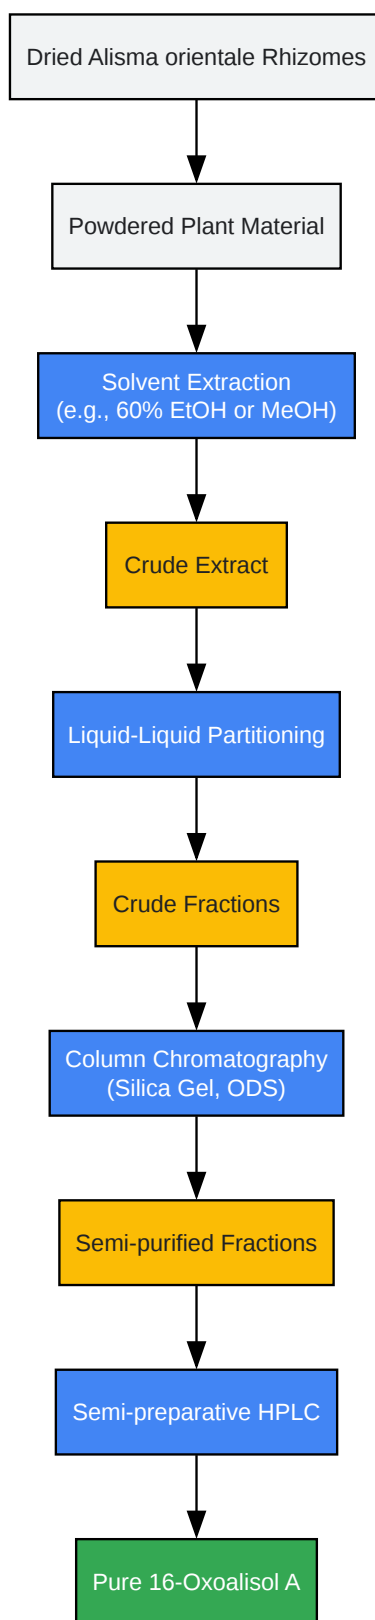 Dried Alisma orientale Rhizomes
Powdered Plant Material
Solvent Extraction
(e.g., 60% EtOH or MeOH)
Crude Extract
Liquid-Liquid Partitioning
Crude Fractions
Column Chromatography
(Silica Gel, ODS)
Semi-purified Fractions
Semi-preparative HPLC
Pure 16-Oxoalisol A